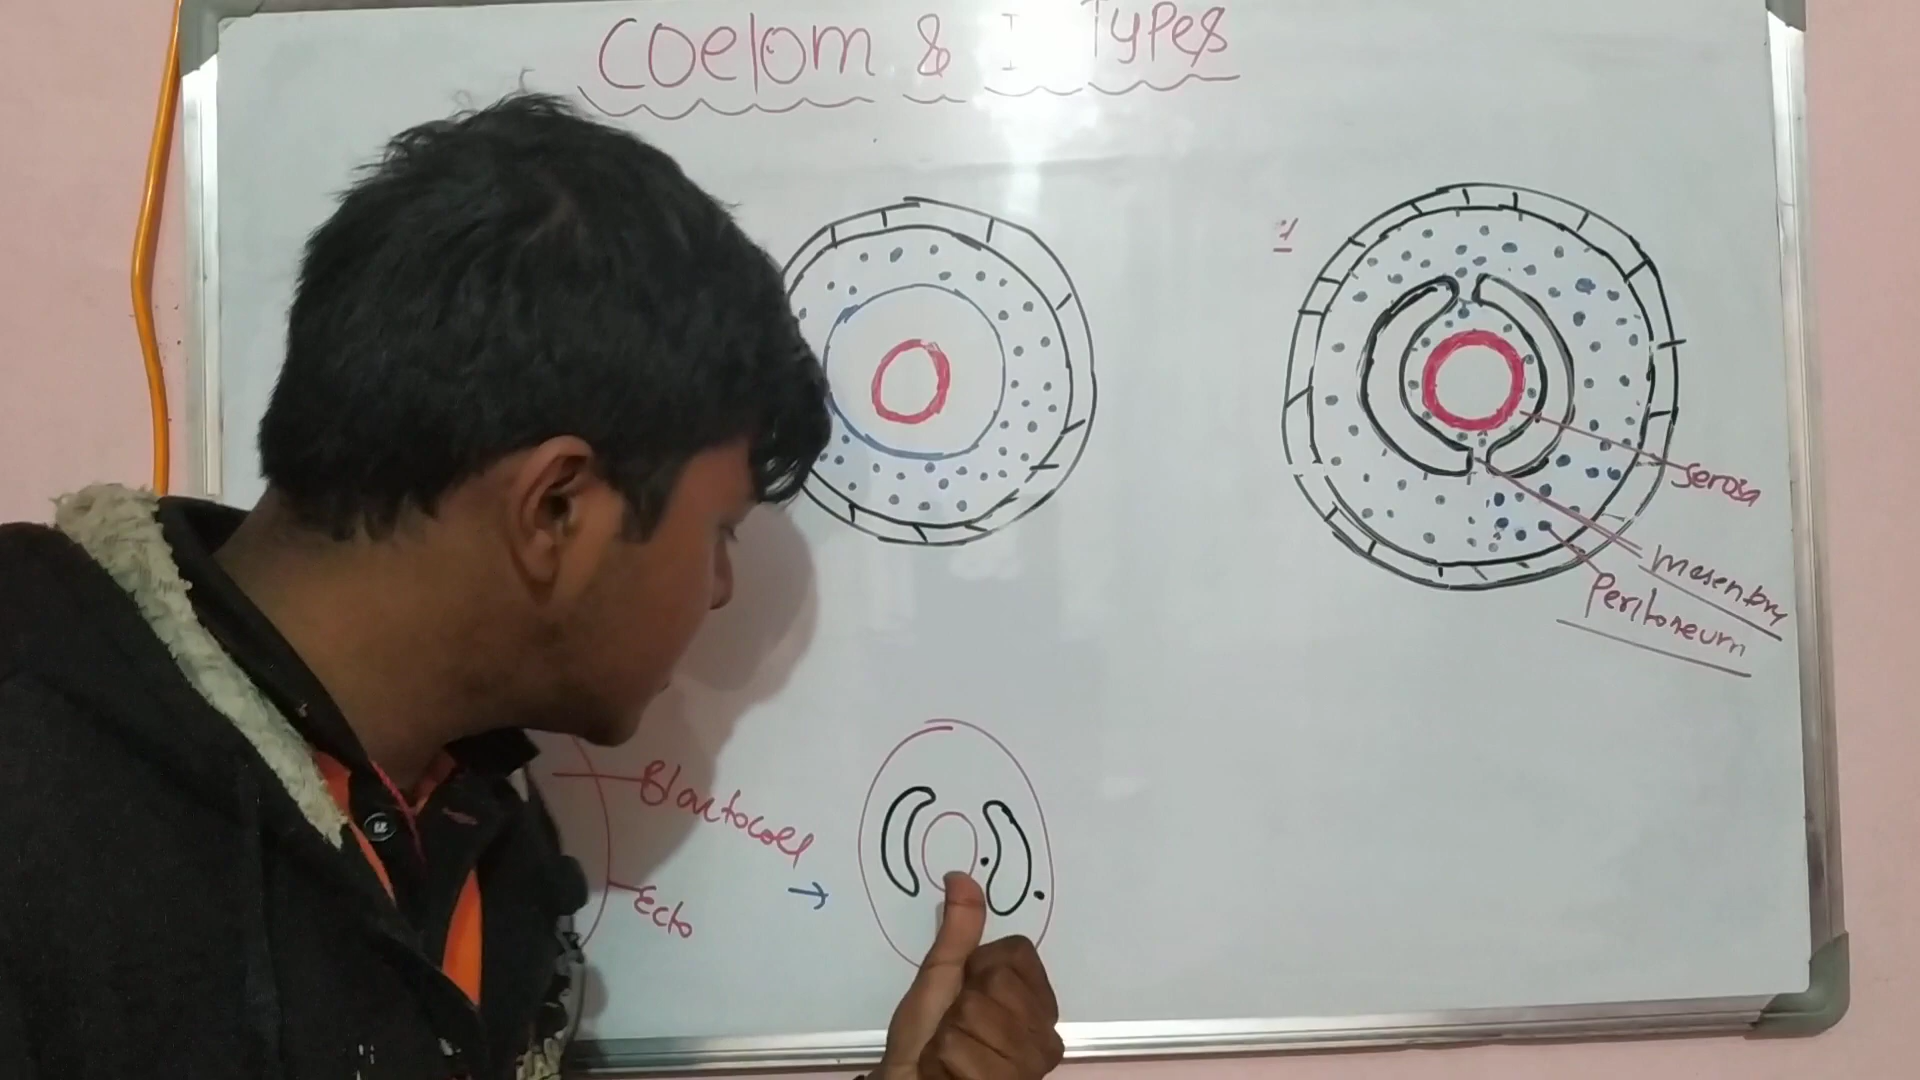 Coelom & I Types
Serosa
Mesentry
Peritoneum
Blastocoel
Ecto